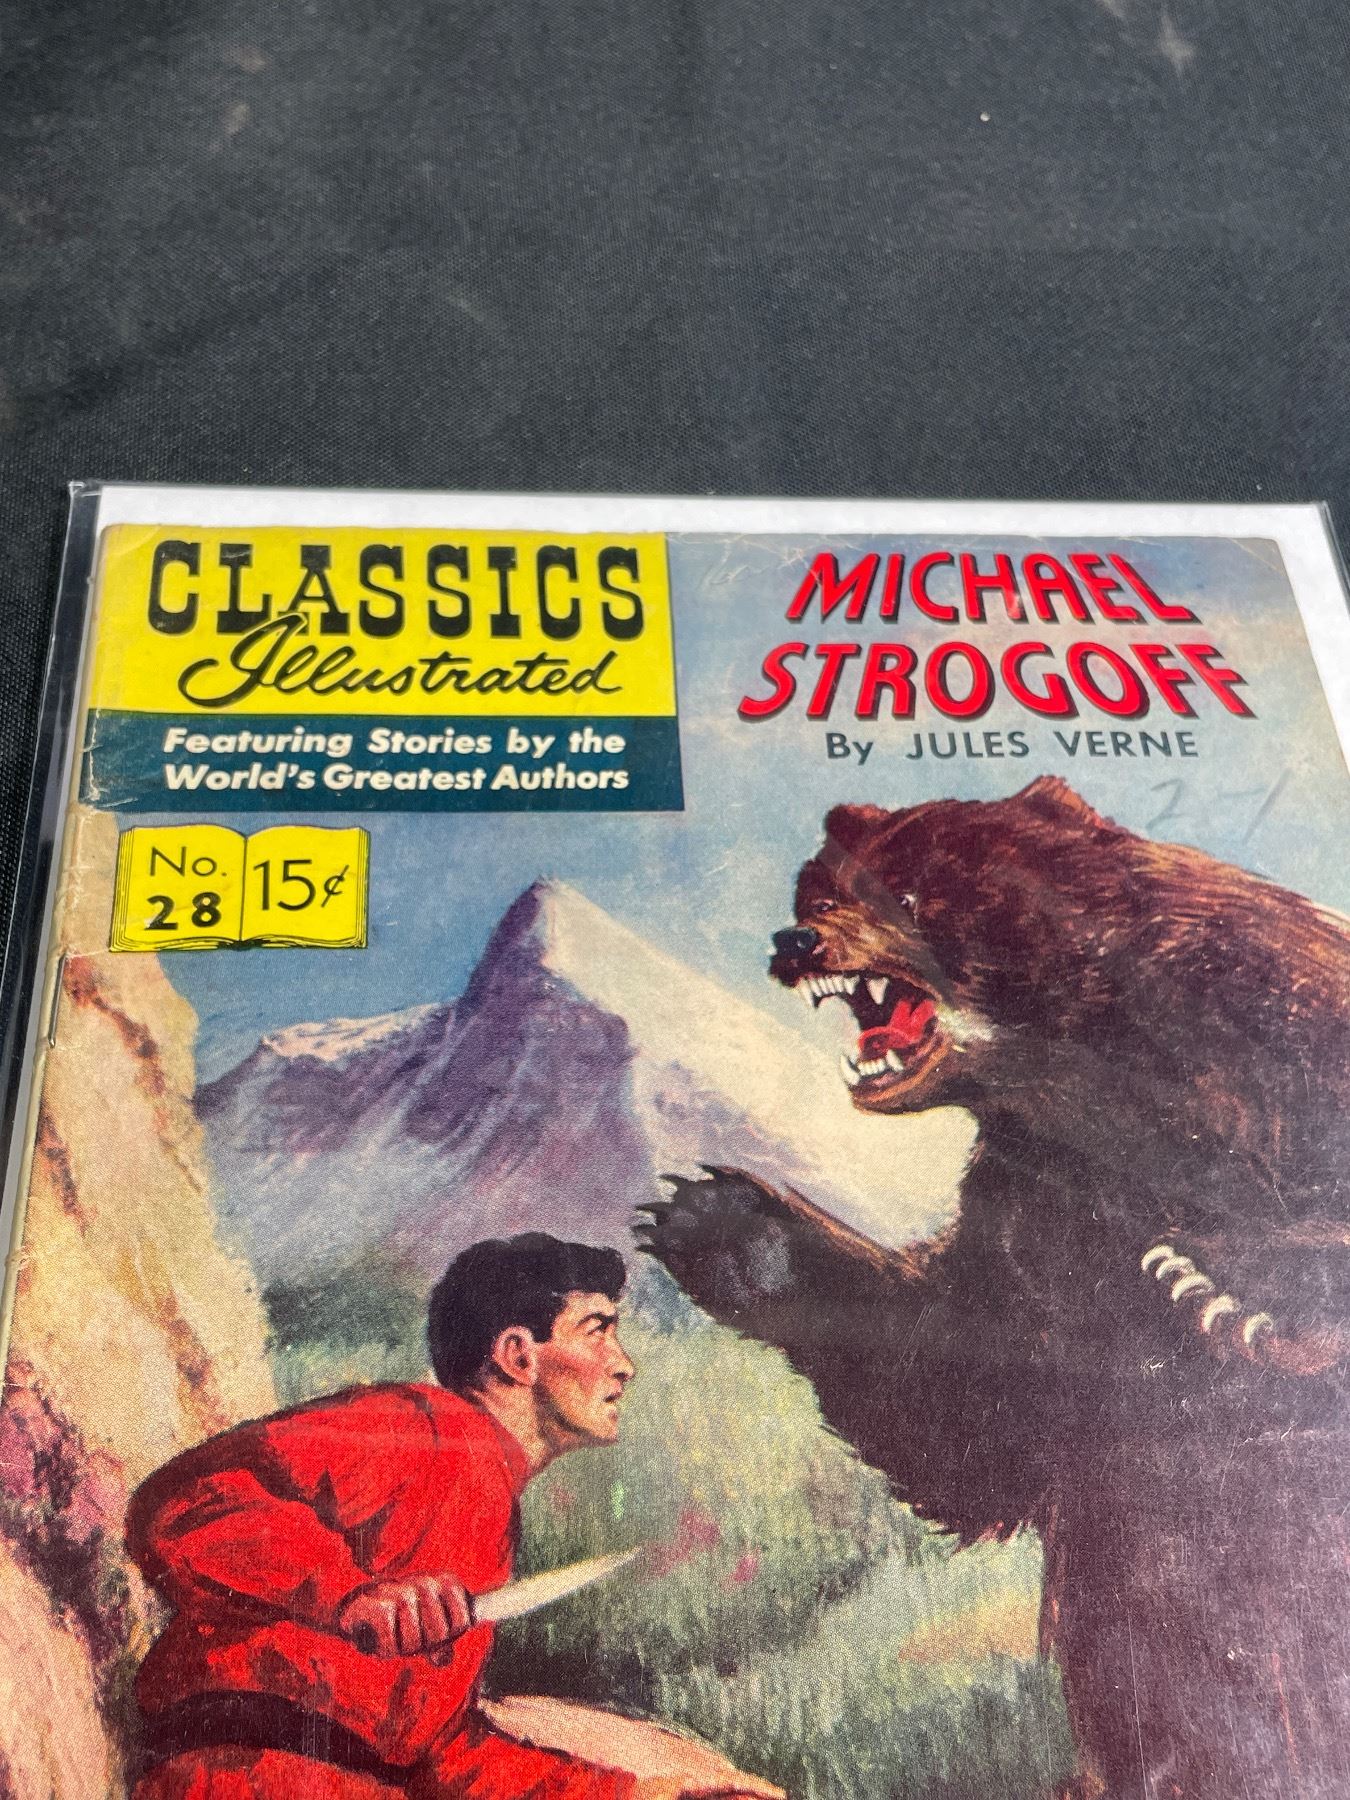 CLASSICS
Illustrated
Featuring Stories by the
World's Greatest Authors
No.
28
15¢
MICHAEL
STROGOFF
By JULES VERNE